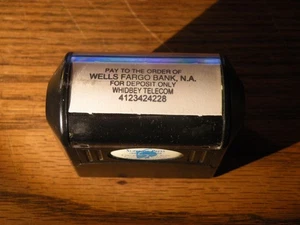 PAY TO THE ORDER OF
WELLS FARGO BANK, N.A.
FOR DEPOSIT ONLY
WHIDBEY TELECOM
4123424228